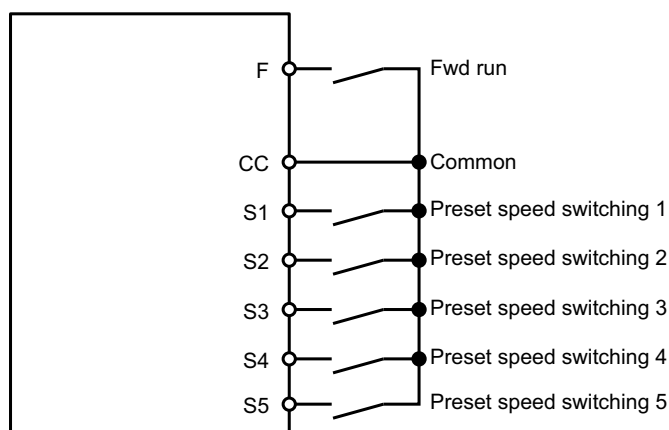 F Fwd run
CC Common
S1 Preset speed switching 1
S2 Preset speed switching 2
S3 Preset speed switching 3
S4 Preset speed switching 4
S5 Preset speed switching 5